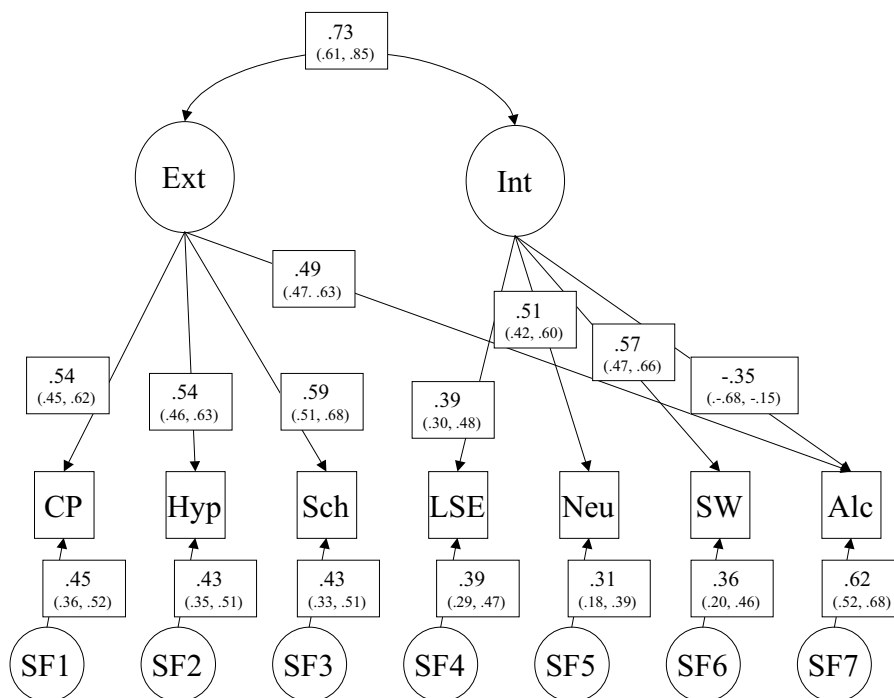 .73
(.61, .85)
Ext
Int
.49
(.47. .63)
.51
(.42, .60)
.57
(.47, .66)
-.35
(.-.68, -.15)
.54
(.45, .62)
.54
(.46, .63)
.59
(.51, .68)
.39
(.30, .48)
CP
Hyp
Sch
LSE
Neu
SW
Alc
.45
(.36, .52)
.43
(.35, .51)
.43
(.33, .51)
.39
(.29, .47)
.31
(.18, .39)
.36
(.20, .46)
.62
(.52, .68)
SF1
SF2
SF3
SF4
SF5
SF6
SF7